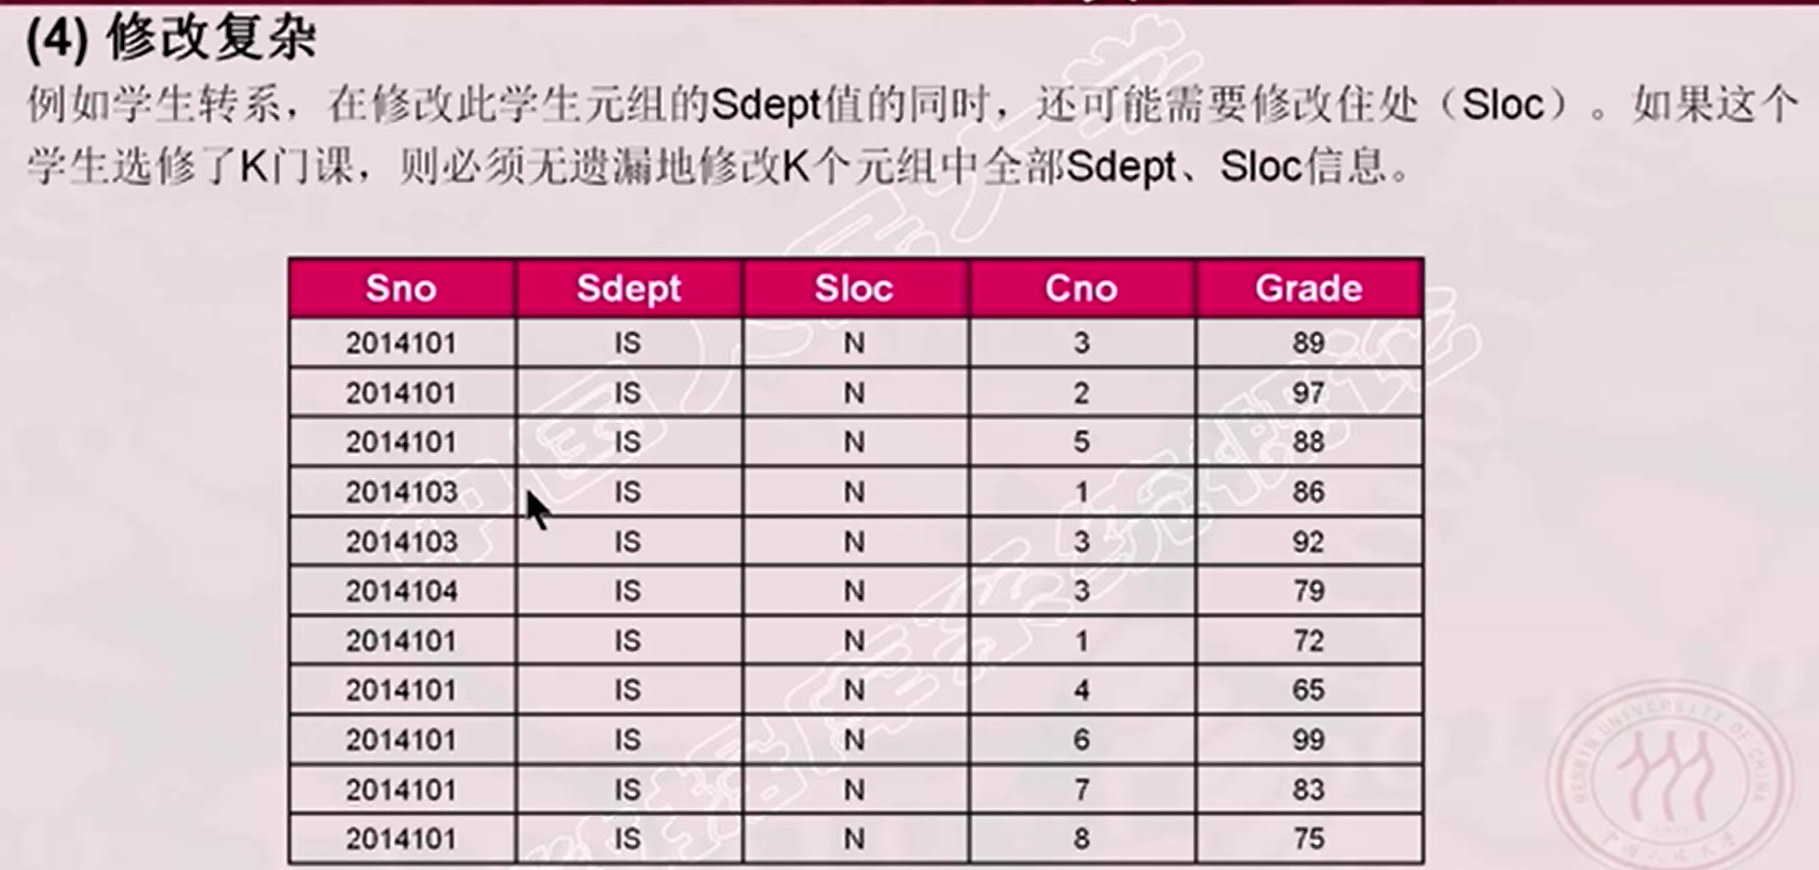 (4) 修改复杂
例如学生转系，在修改此学生元组的Sdept值的同时，还可能需要修改住处（Sloc）。如果这个
学生选修了K门课，则必须无遗漏地修改K个元组中全部Sdept、Sloc信息。
Sno Sdept Sloc Cno Grade
2014101 IS N 3 89
2014101 IS N 2 97
2014101 IS N 5 88
2014103 IS N 1 86
2014103 IS N 3 92
2014104 IS N 3 79
2014101 IS N 1 72
2014101 IS N 4 65
2014101 IS N 6 99
2014101 IS N 7 83
2014101 IS N 8 75
RENMIN UNIVERSITY OF CHINA